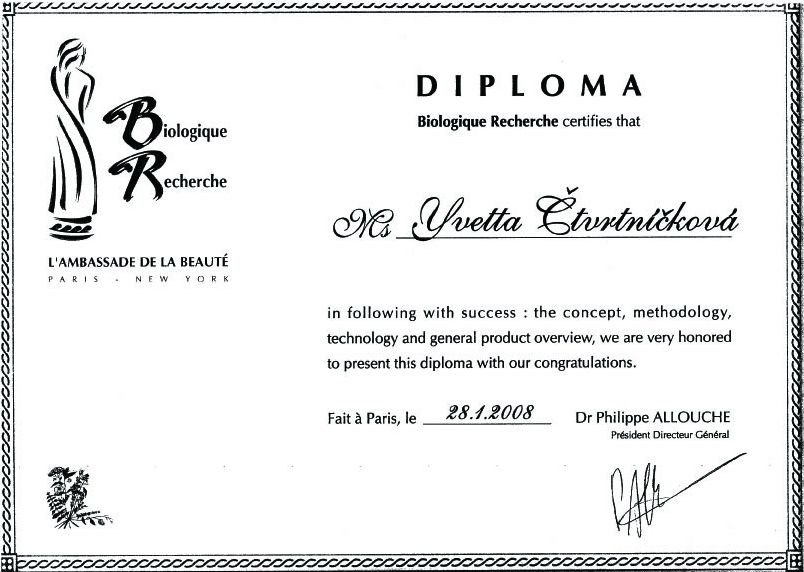 DIPLOMA
Biologique Recherche certifies that
Biologique
Recherche
Ms Yvetta Čtvrtníčková
L'AMBASSADE DE LA BEAUTÉ
PARIS - NEW YORK
in following with success : the concept, methodology,
technology and general product overview, we are very honored
to present this diploma with our congratulations.
Fait à Paris, le 28.1.2008 Dr Philippe ALLOUCHE
Président Directeur Général